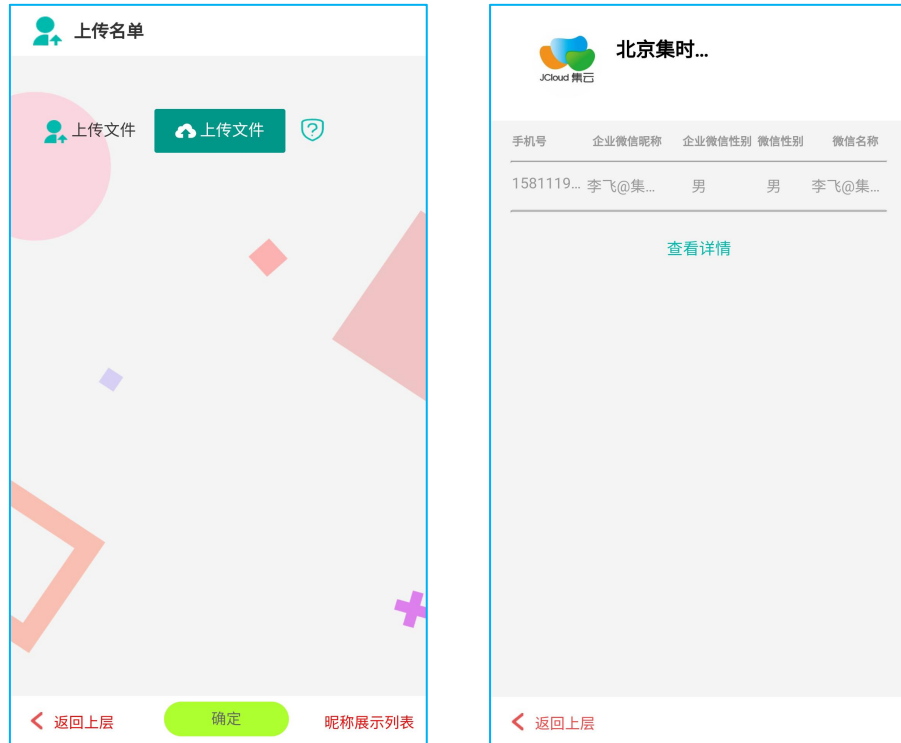 上传名单
上传文件 上传文件
返回上层 确定 昵称展示列表
JCloud 集云
北京集时...
手机号 企业微信昵称 企业微信性别 微信性别 微信名称
1581119... 李飞@集... 男 男 李飞@集...
查看详情
返回上层